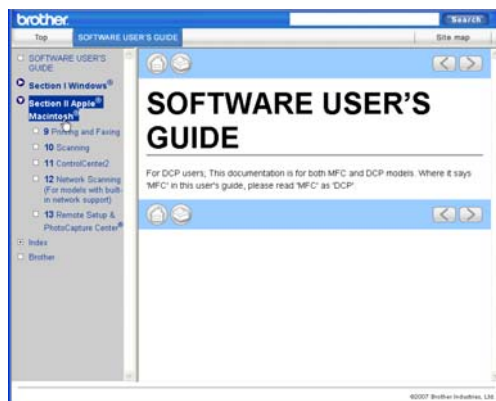 brother
Search
Top
SOFTWARE USER'S GUIDE
Site map
SOFTWARE USER'S
GUIDE
Section I Windows®
Section II Apple®
Macintosh®
9 Printing and Faxing
10 Scanning
11 ControlCenter2
12 Network Scanning
(For models with built-
in network support)
13 Remote Setup &
PhotoCapture Center®
Index
Brother
SOFTWARE USER'S
GUIDE
For DCP users; This documentation is for both MFC and DCP models. Where it says
'MFC' in this user's guide, please read 'MFC' as 'DCP'.
©2007 Brother Industries, Ltd.